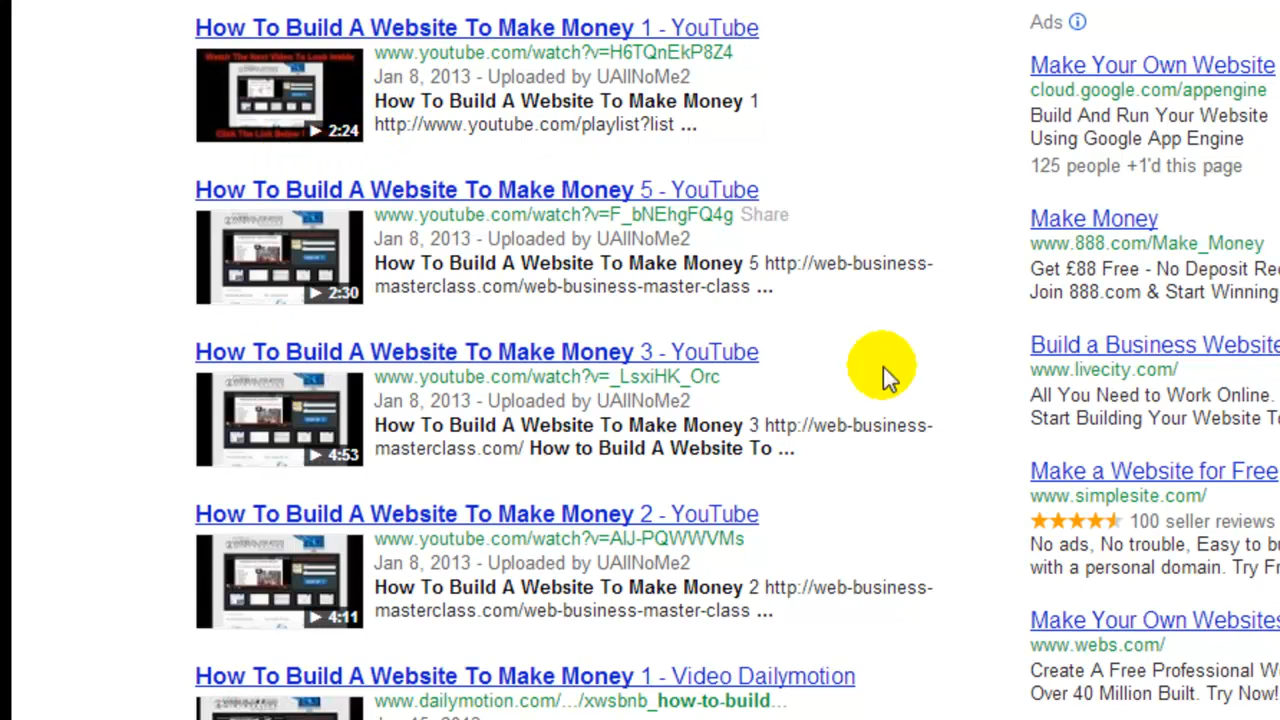 How To Build A Website To Make Money 1 - YouTube
Watch The Next Video To Look Inside
Click The Link Below !
2:24
www.youtube.com/watch?v=H6TQnEkP8Z4
Jan 8, 2013 - Uploaded by UAllNoMe2
How To Build A Website To Make Money 1
http://www.youtube.com/playlist?list ...
How To Build A Website To Make Money 5 - YouTube
2:30
www.youtube.com/watch?v=F_bNEhgFQ4g Share
Jan 8, 2013 - Uploaded by UAllNoMe2
How To Build A Website To Make Money 5 http://web-business-
masterclass.com/web-business-master-class ...
How To Build A Website To Make Money 3 - YouTube
4:53
www.youtube.com/watch?v=_LsxiHK_Orc
Jan 8, 2013 - Uploaded by UAllNoMe2
How To Build A Website To Make Money 3 http://web-business-
masterclass.com/ How to Build A Website To ...
How To Build A Website To Make Money 2 - YouTube
4:11
www.youtube.com/watch?v=AlJ-PQWWVMs
Jan 8, 2013 - Uploaded by UAllNoMe2
How To Build A Website To Make Money 2 http://web-business-
masterclass.com/web-business-master-class ...
How To Build A Website To Make Money 1 - Video Dailymotion
www.dailymotion.com/.../xwsbnb_how-to-build...
Ads
Make Your Own Website
cloud.google.com/appengine
Build And Run Your Website
Using Google App Engine
125 people +1'd this page
Make Money
www.888.com/Make_Money
Get £88 Free - No Deposit Re
Join 888.com & Start Winning
Build a Business Website
www.livecity.com/
All You Need to Work Online.
Start Building Your Website T
Make a Website for Free
www.simplesite.com/
100 seller reviews
No ads, No trouble, Easy to b
with a personal domain. Try F
Make Your Own Websites
www.webs.com/
Create A Free Professional W
Over 40 Million Built. Try Now!